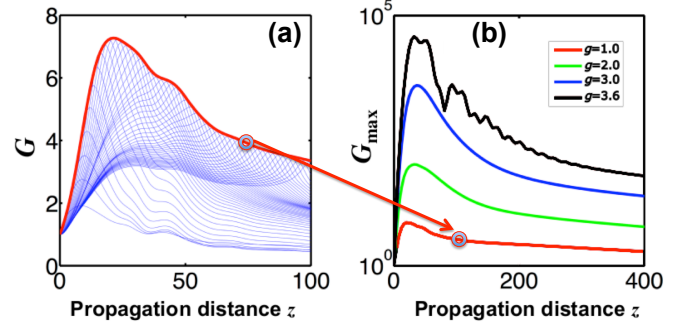 (a)
G
8
6
4
2
0
0
50
100
Propagation distance z
(b)
G_max
10^5
10^0
g=1.0
g=2.0
g=3.0
g=3.6
0
200
400
Propagation distance z